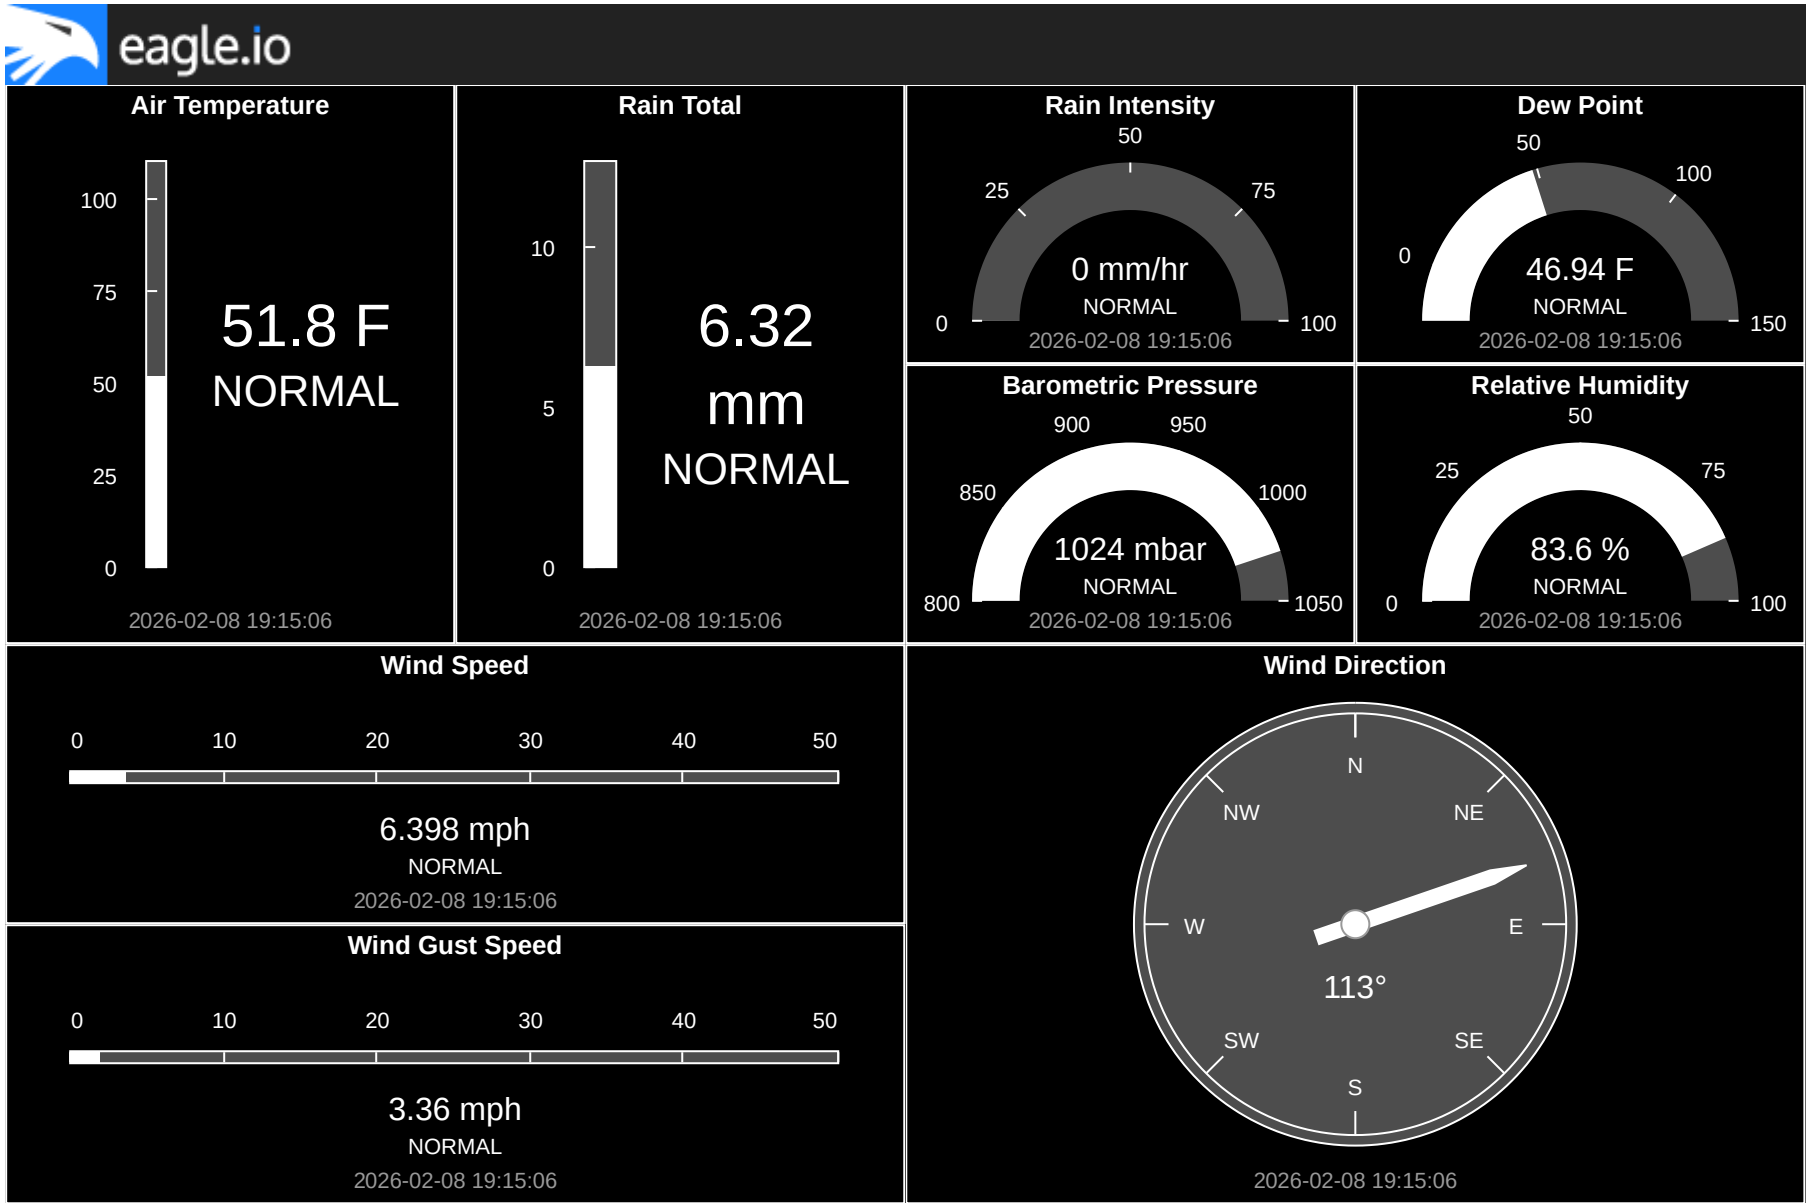 eagle.io
Air Temperature
100
75
50
25
0
51.8 F
NORMAL
2026-02-08 19:15:06
Rain Total
10
5
0
6.32
mm
NORMAL
2026-02-08 19:15:06
Rain Intensity
50
25
75
0
100
0 mm/hr
NORMAL
2026-02-08 19:15:06
Dew Point
50
100
0
150
46.94 F
NORMAL
2026-02-08 19:15:06
Barometric Pressure
900
950
850
1000
800
1050
1024 mbar
NORMAL
2026-02-08 19:15:06
Relative Humidity
50
25
75
0
100
83.6 %
NORMAL
2026-02-08 19:15:06
Wind Speed
0 10 20 30 40 50
6.398 mph
NORMAL
2026-02-08 19:15:06
Wind Gust Speed
0 10 20 30 40 50
3.36 mph
NORMAL
2026-02-08 19:15:06
Wind Direction
N
NW
NE
W
E
113°
SW
SE
S
2026-02-08 19:15:06